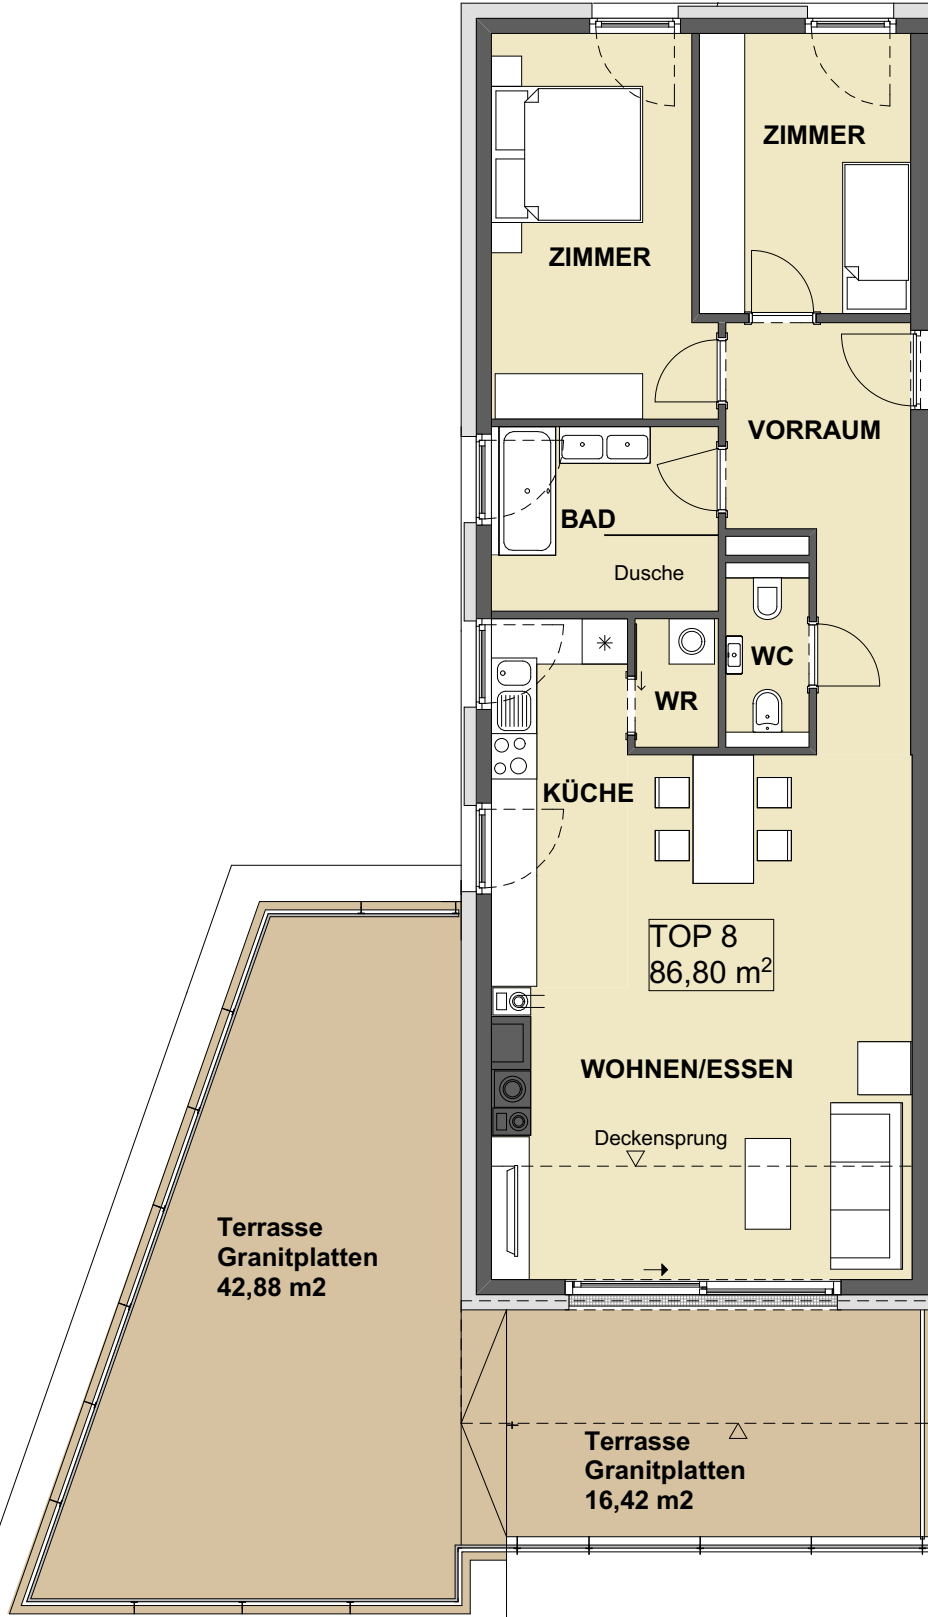 ZIMMER
ZIMMER
VORRAUM
BAD
Dusche
WC
WR
KÜCHE
TOP 8
86,80 m²
WOHNEN/ESSEN
Deckensprung
Terrasse
Granitplatten
42,88 m2
Terrasse
Granitplatten
16,42 m2